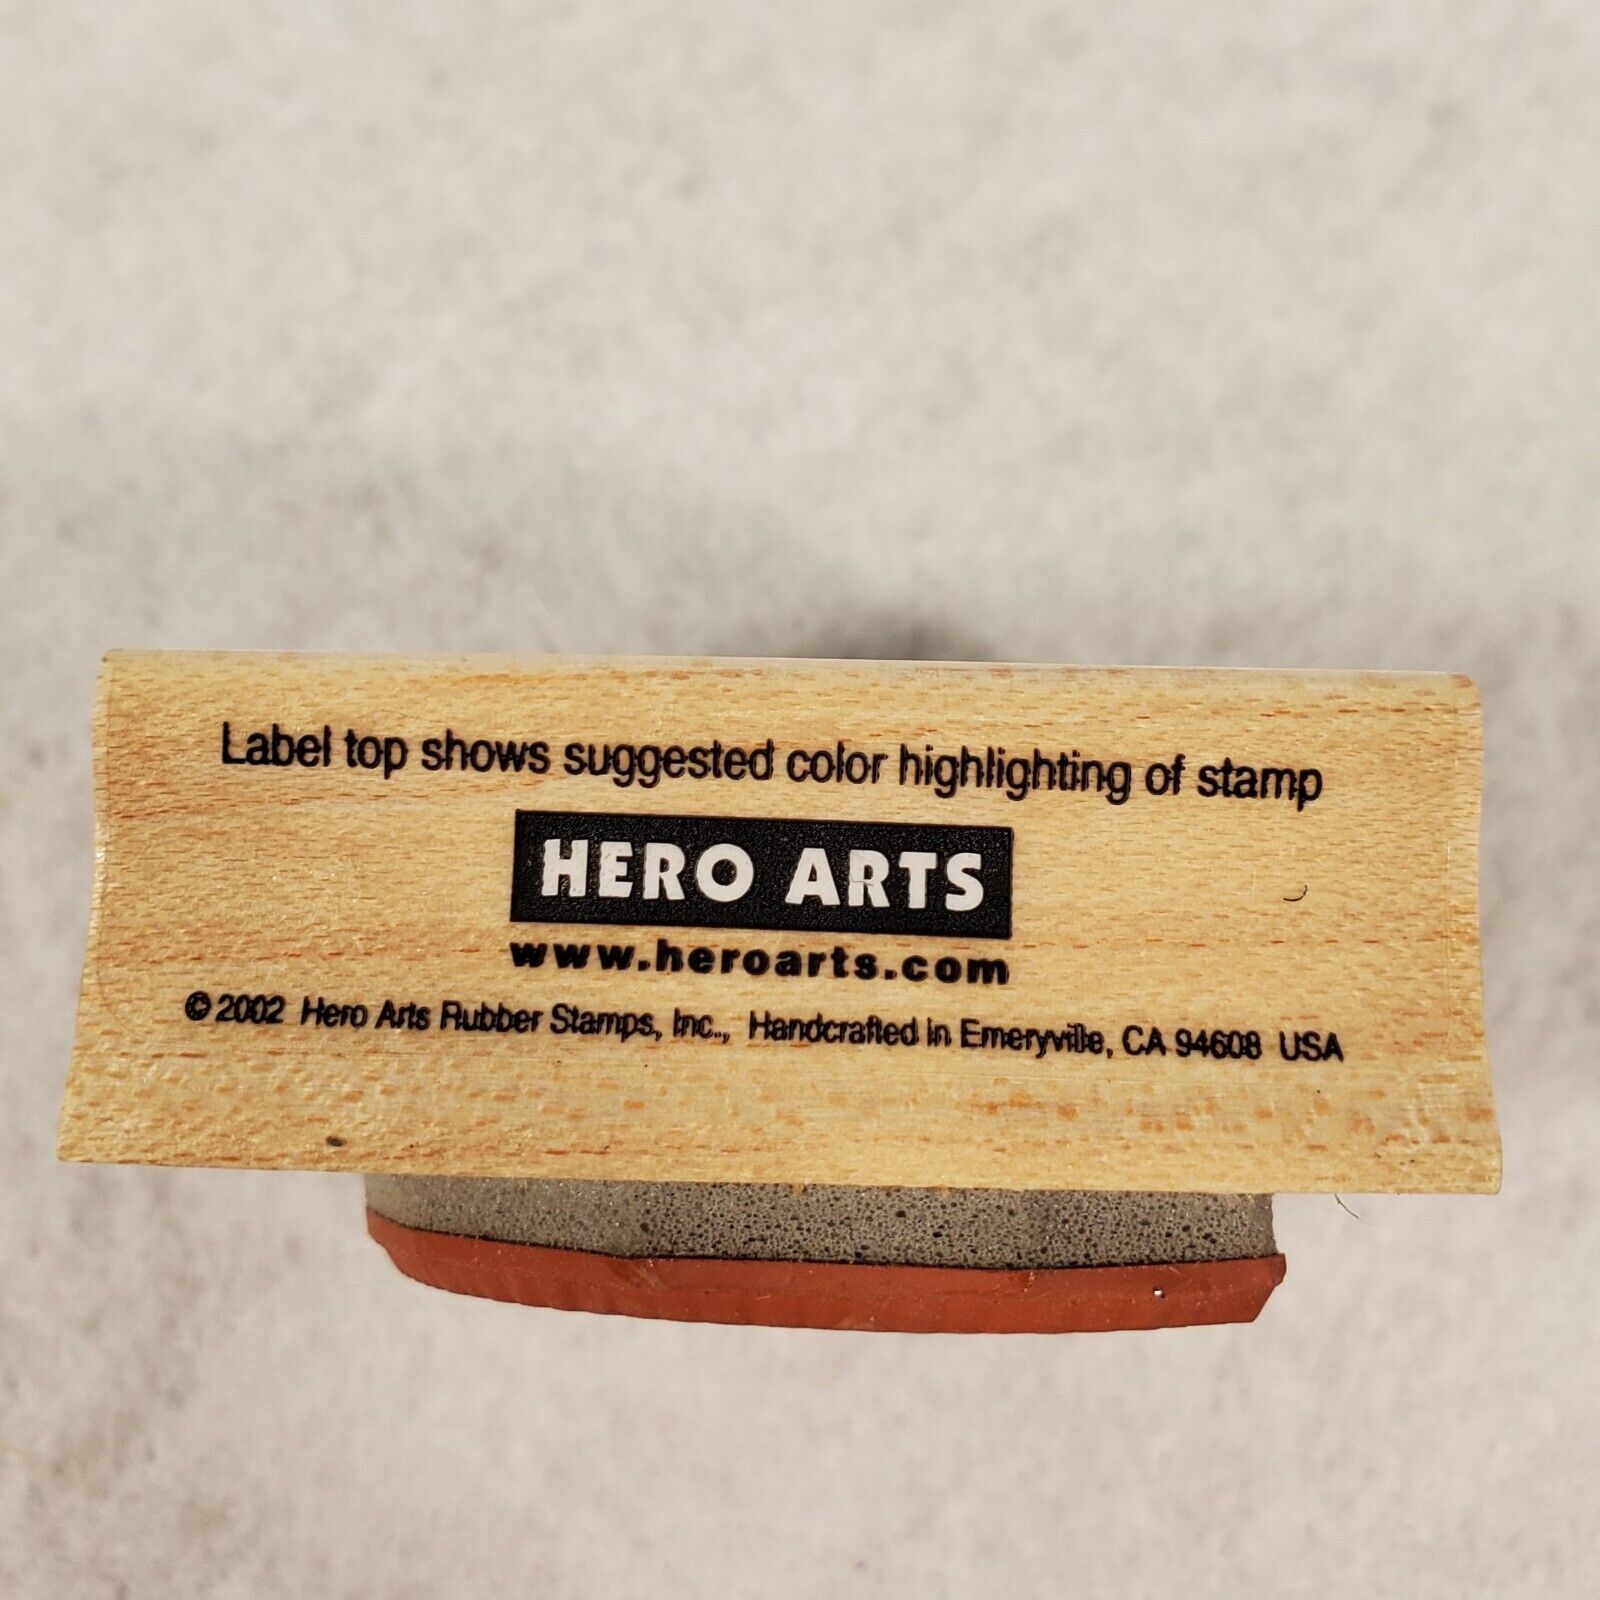 Label top shows suggested color highlighting of stamp
HERO ARTS
www.heroarts.com
© 2002 Hero Arts Rubber Stamps, Inc., Handcrafted in Emeryville, CA 94608 USA